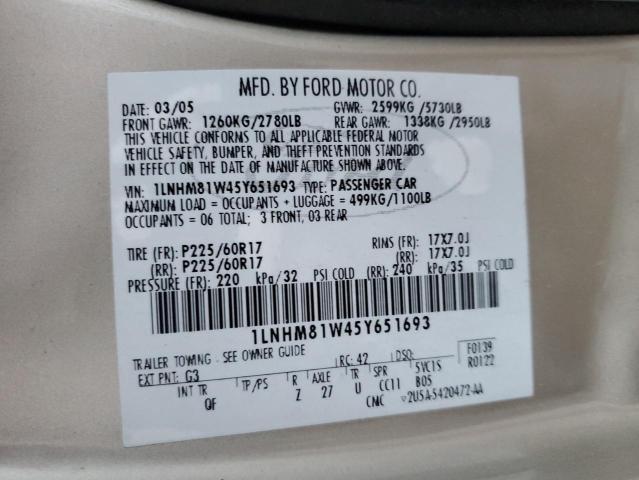 MFD. BY FORD MOTOR CO.
DATE: 03/05 GVWR: 2599KG /5730LB
FRONT GAWR: 1260KG/2780LB REAR GAWR: 1338KG /2950LB
THIS VEHICLE CONFORMS TO ALL APPLICABLE FEDERAL MOTOR
VEHICLE SAFETY, BUMPER, AND THEFT PREVENTION STANDARDS
IN EFFECT ON THE DATE OF MANUFACTURE SHOWN ABOVE.
VIN: 1LNHM81W45Y651693 TYPE: PASSENGER CAR
MAXIMUM LOAD = OCCUPANTS + LUGGAGE = 499KG/1100LB
OCCUPANTS = 06 TOTAL; 3 FRONT, 03 REAR
TIRE (FR): P225/60R17 RIMS (FR): 17X7.0J
(RR): P225/60R17 (RR): 17X7.0J
PRESSURE (FR): 220 kPa/32 PSI COLD (RR): 240 kPa/35 PSI COLD
1LNHM81W45Y651693
TRAILER TOWING - SEE OWNER GUIDE RC: 42 DSO: F0139
EXT PNT: G3 5VC1S R0122
INT TR TP/PS R AXLE TR SPR B05
QF Z 27 U CC11
CMC 2U5A-5420472-AA